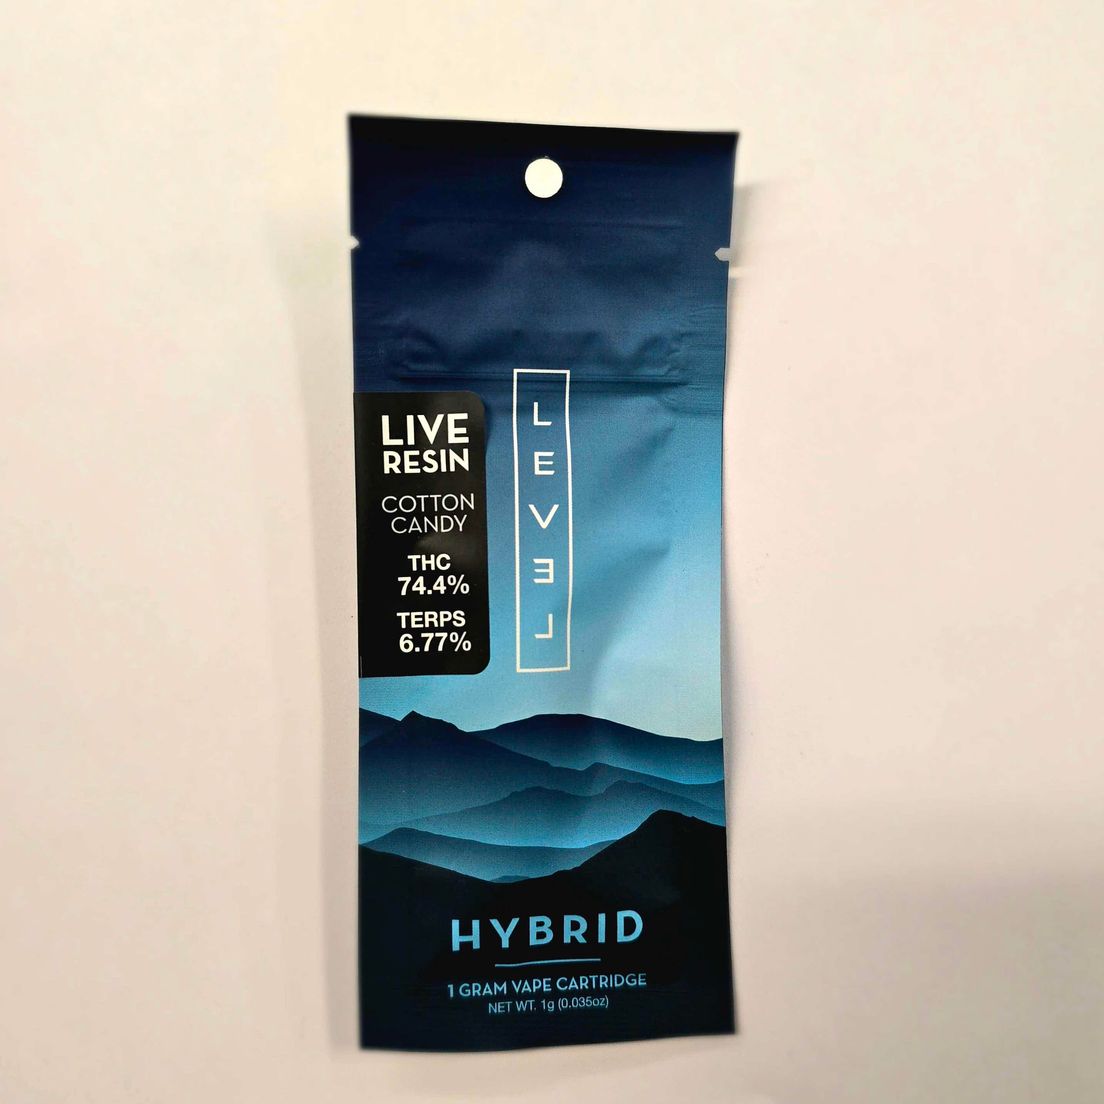 LIVE
RESIN
COTTON
CANDY
THC
74.4%
TERPS
6.77%
LEVEL
HYBRID
1 GRAM VAPE CARTRIDGE
NET WT. 1g (0.035oz)